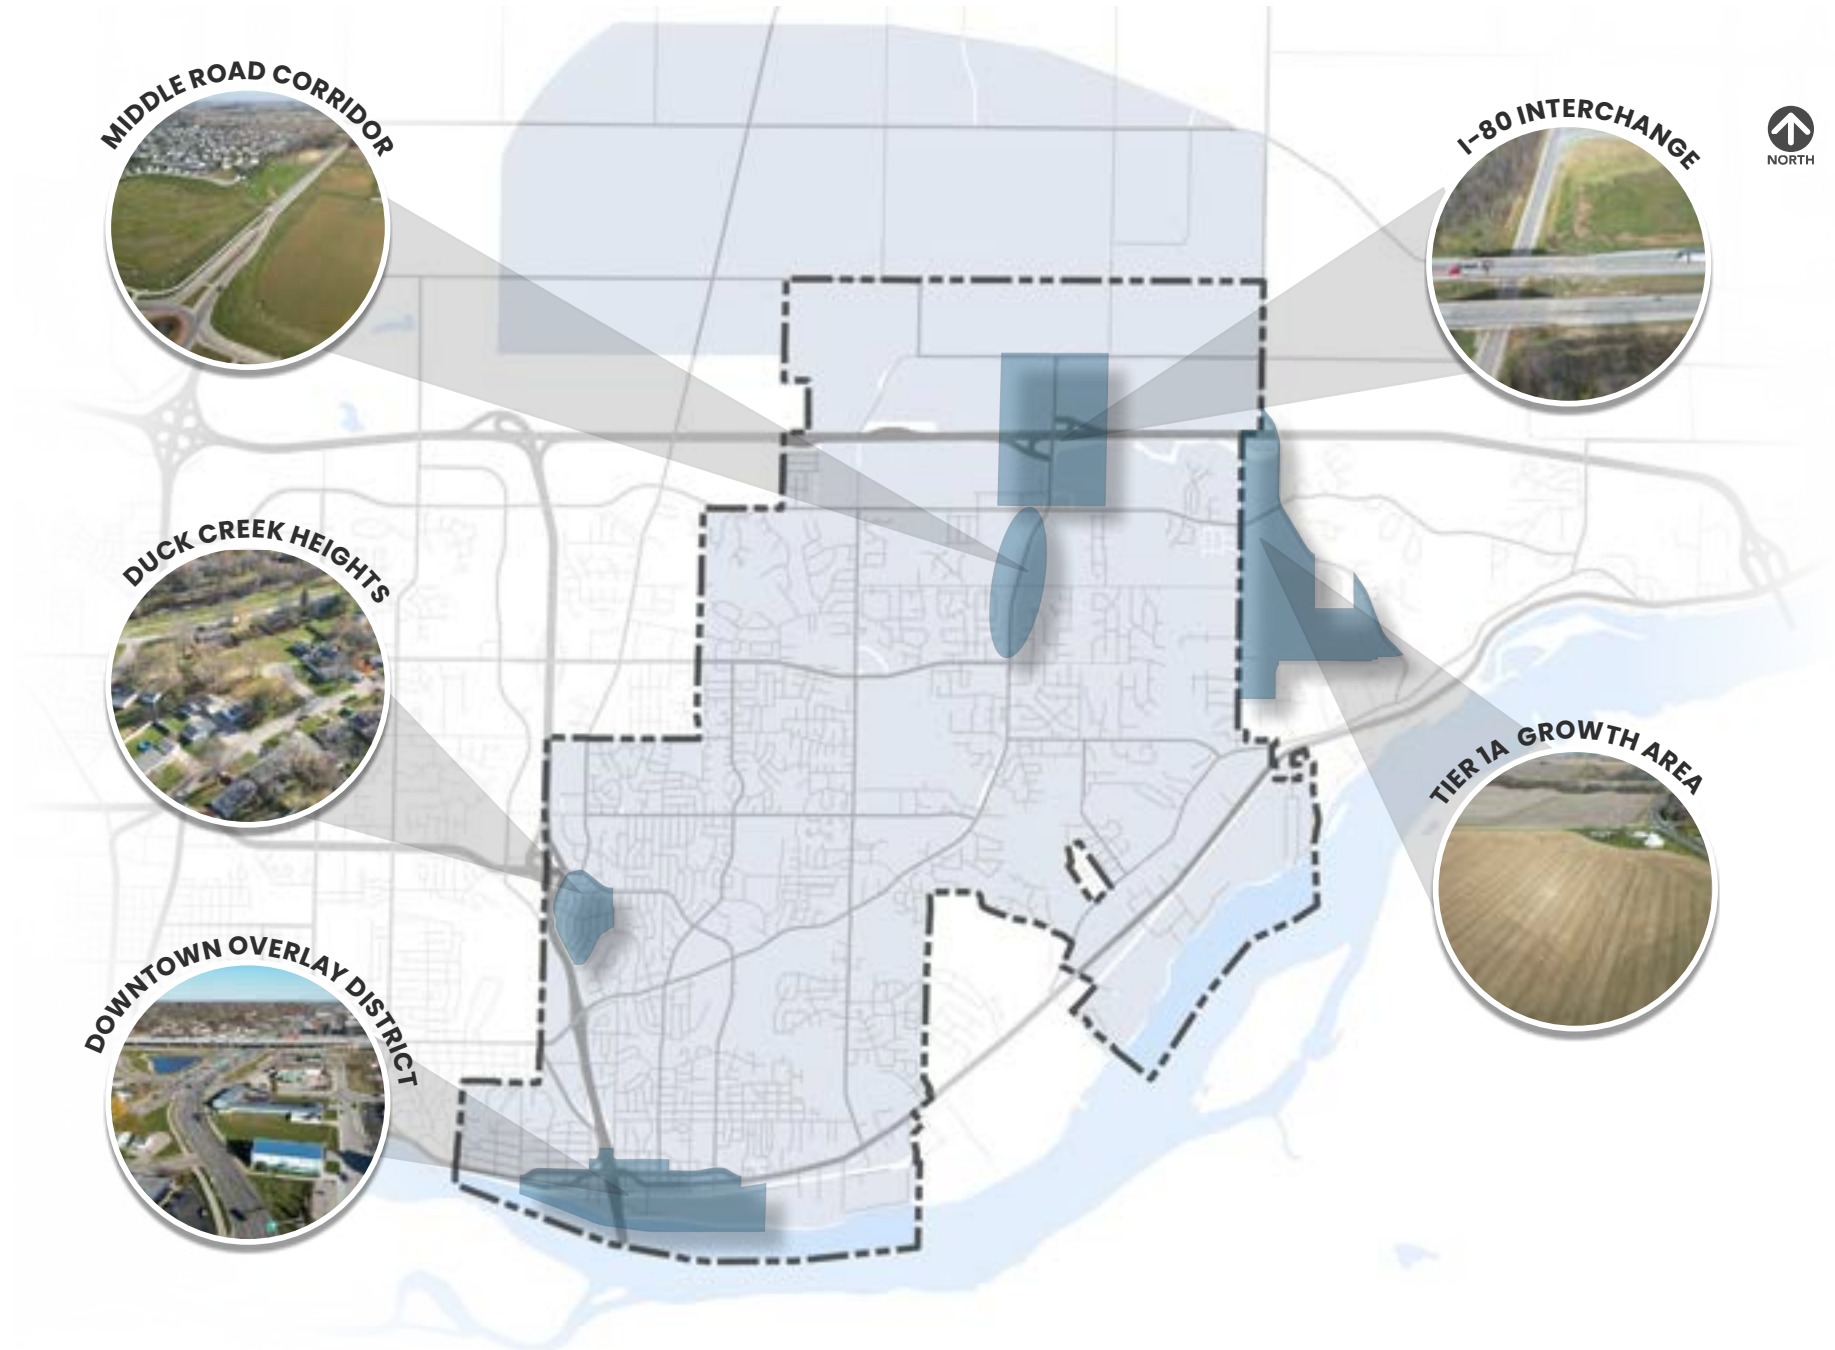 MIDDLE ROAD CORRIDOR
I-80 INTERCHANGE
NORTH
DUCK CREEK HEIGHTS
TIER 1A GROWTH AREA
DOWNTOWN OVERLAY DISTRICT